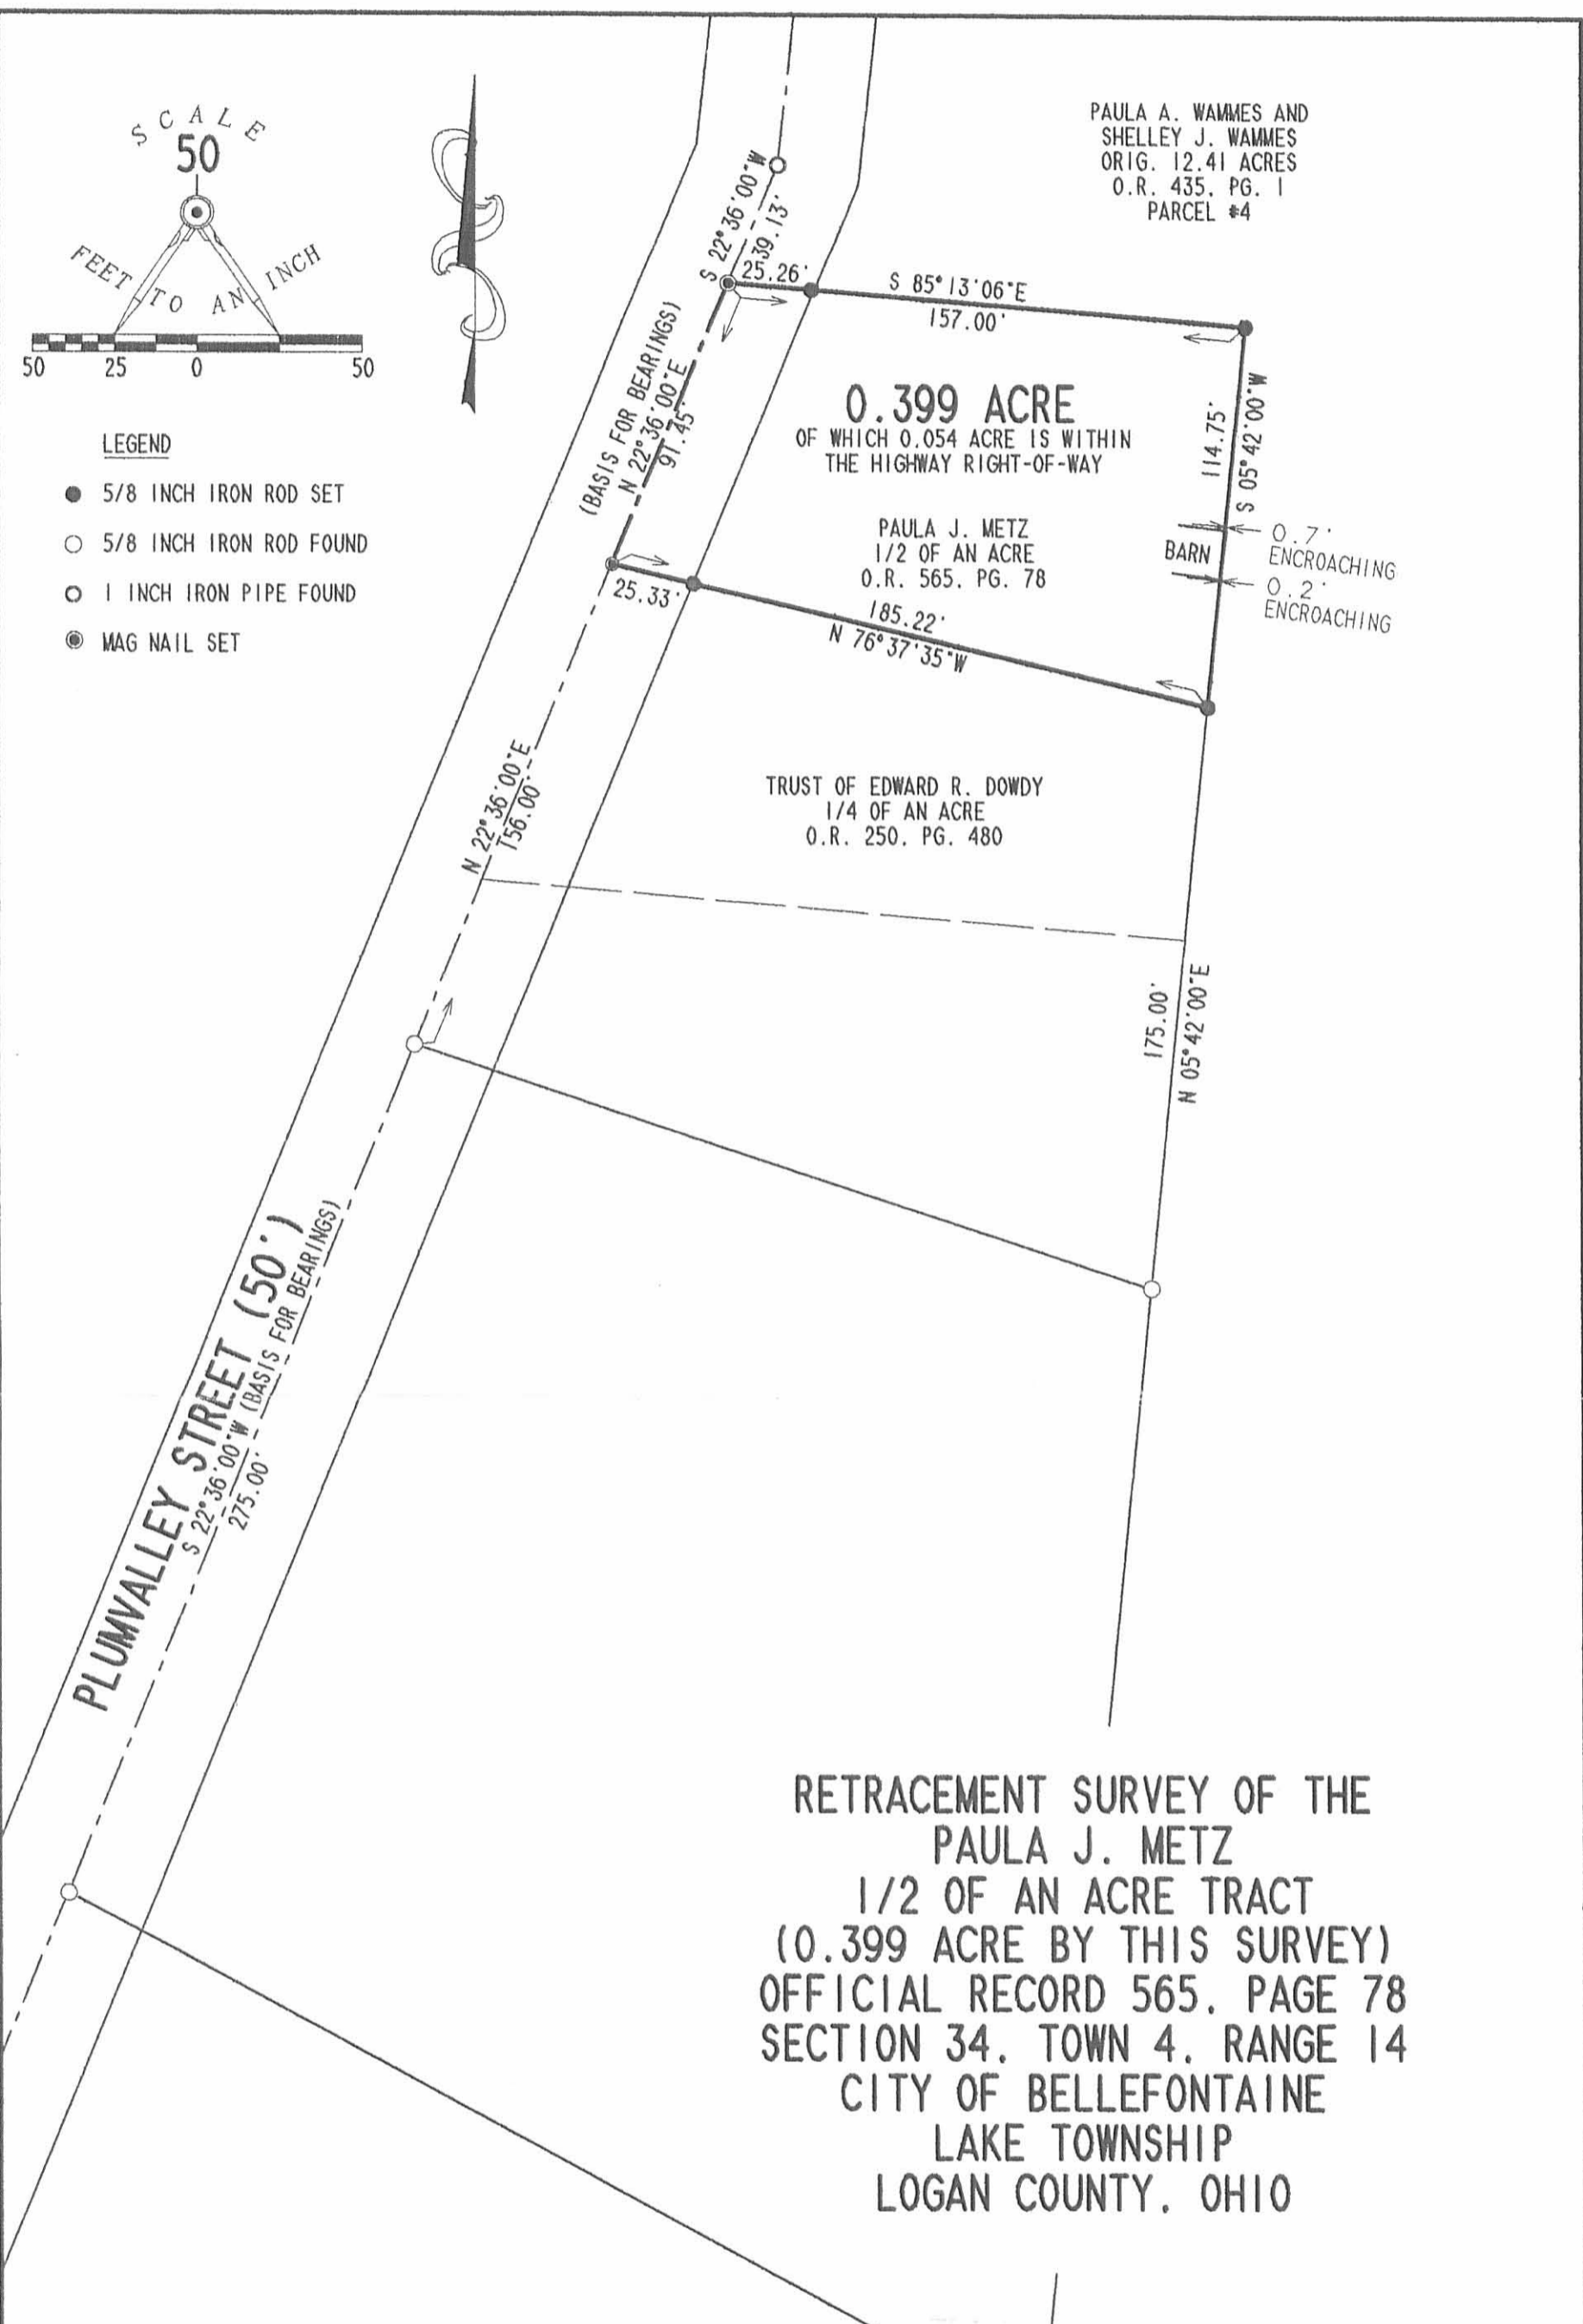 SCALE
50
FEET TO AN INCH
50 25 0 50
LEGEND
5/8 INCH IRON ROD SET
5/8 INCH IRON ROD FOUND
1 INCH IRON PIPE FOUND
MAG NAIL SET
PAULA A. WAMMES AND
SHELLEY J. WAMMES
ORIG. 12.41 ACRES
O.R. 435. PG. 1
PARCEL #4
S 22°36'00"W
39.13'
25.26'
S 85°13'06"E
157.00'
(BASIS FOR BEARINGS)
N 22°36'00"E
91.45'
0.399 ACRE
OF WHICH 0.054 ACRE IS WITHIN
THE HIGHWAY RIGHT-OF-WAY
114.75'
S 05°42'00"W
PAULA J. METZ
1/2 OF AN ACRE
O.R. 565. PG. 78
BARN
0.7'
ENCROACHING
0.2'
ENCROACHING
25.33'
185.22'
N 76°37'35"W
N 22°36'00"E
156.00'
TRUST OF EDWARD R. DOWDY
1/4 OF AN ACRE
O.R. 250. PG. 480
175.00'
N 05°42'00"E
PLUMVALLEY STREET (50')
S 22°36'00"W (BASIS FOR BEARINGS)
275.00'
RETRACEMENT SURVEY OF THE
PAULA J. METZ
1/2 OF AN ACRE TRACT
(0.399 ACRE BY THIS SURVEY)
OFFICIAL RECORD 565. PAGE 78
SECTION 34. TOWN 4. RANGE 14
CITY OF BELLEFONTAINE
LAKE TOWNSHIP
LOGAN COUNTY. OHIO